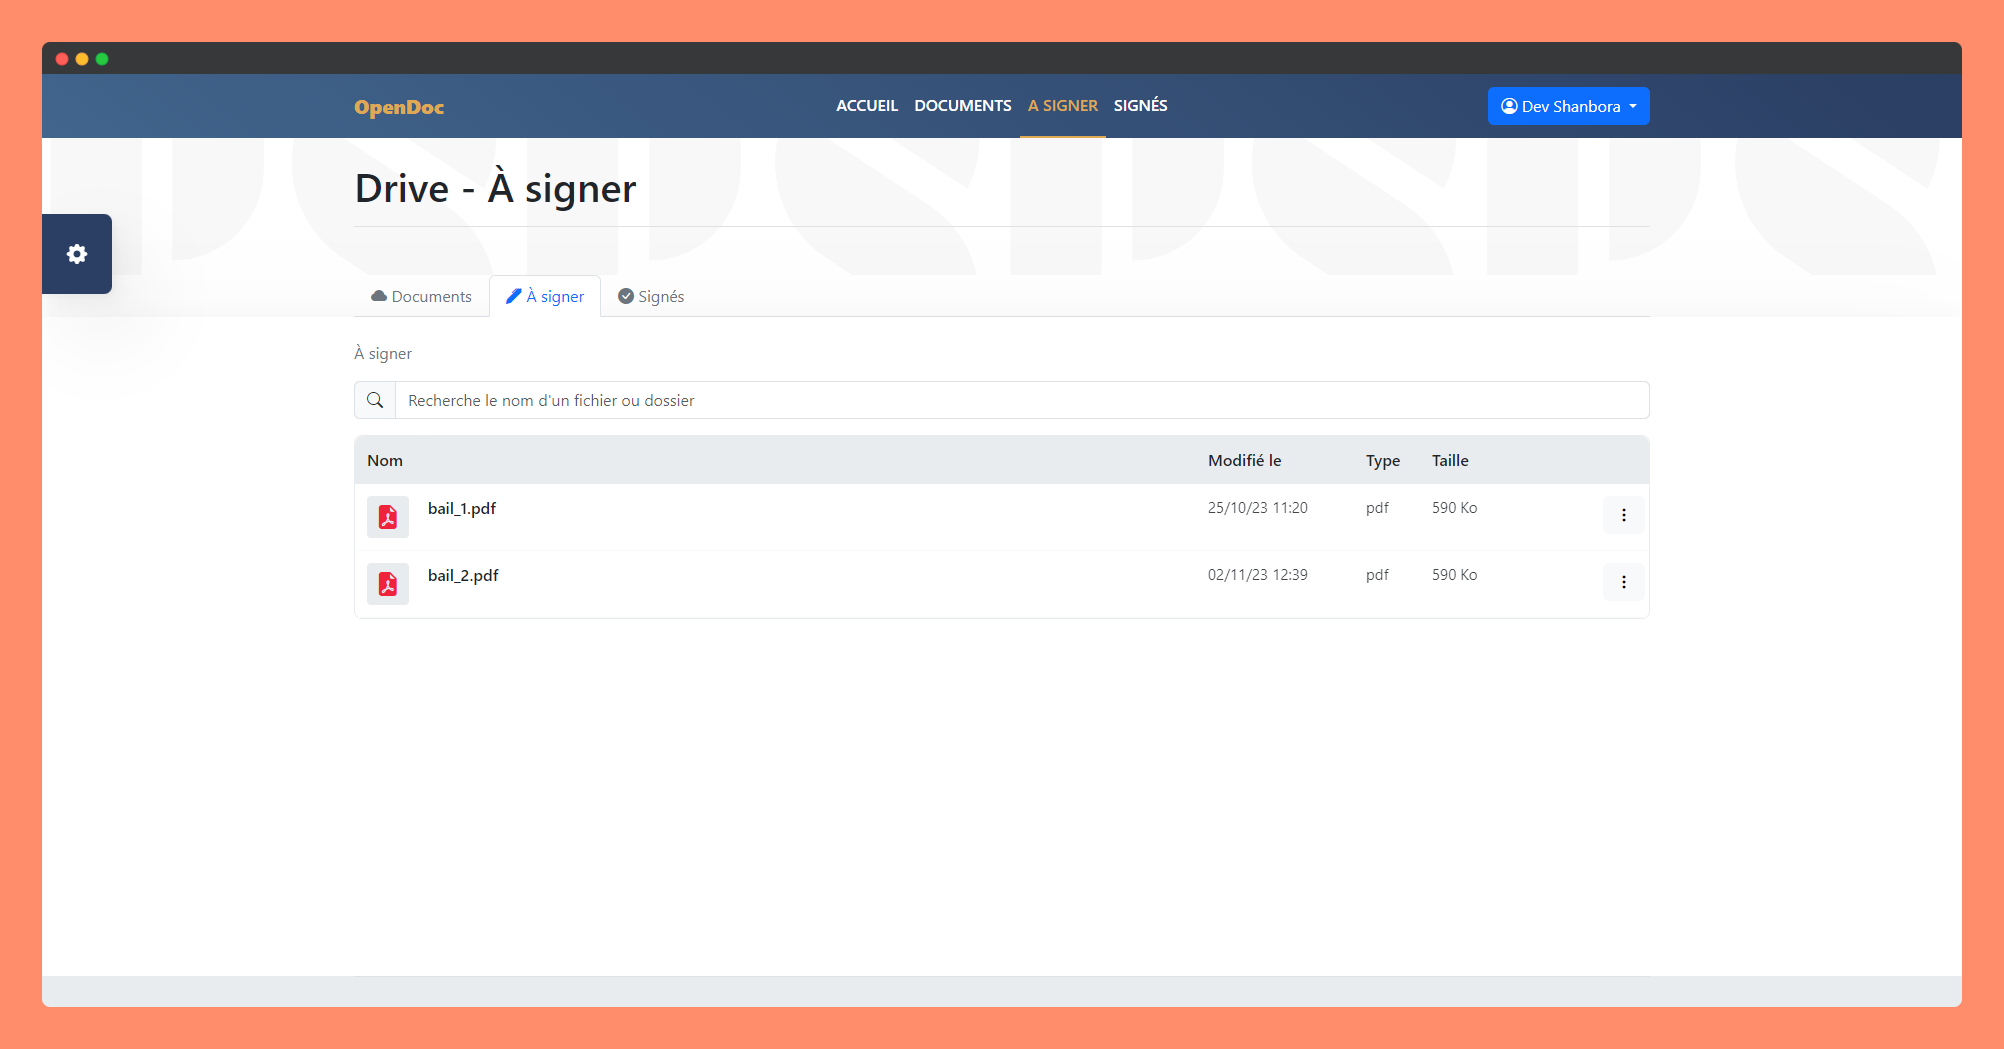 OpenDoc
ACCUEIL DOCUMENTS A SIGNER SIGNÉS
Dev Shanbora
Drive - À signer
Documents À signer Signés
À signer
Recherche le nom d'un fichier ou dossier
Nom Modifié le Type Taille
bail_1.pdf 25/10/23 11:20 pdf 590 Ko
bail_2.pdf 02/11/23 12:39 pdf 590 Ko